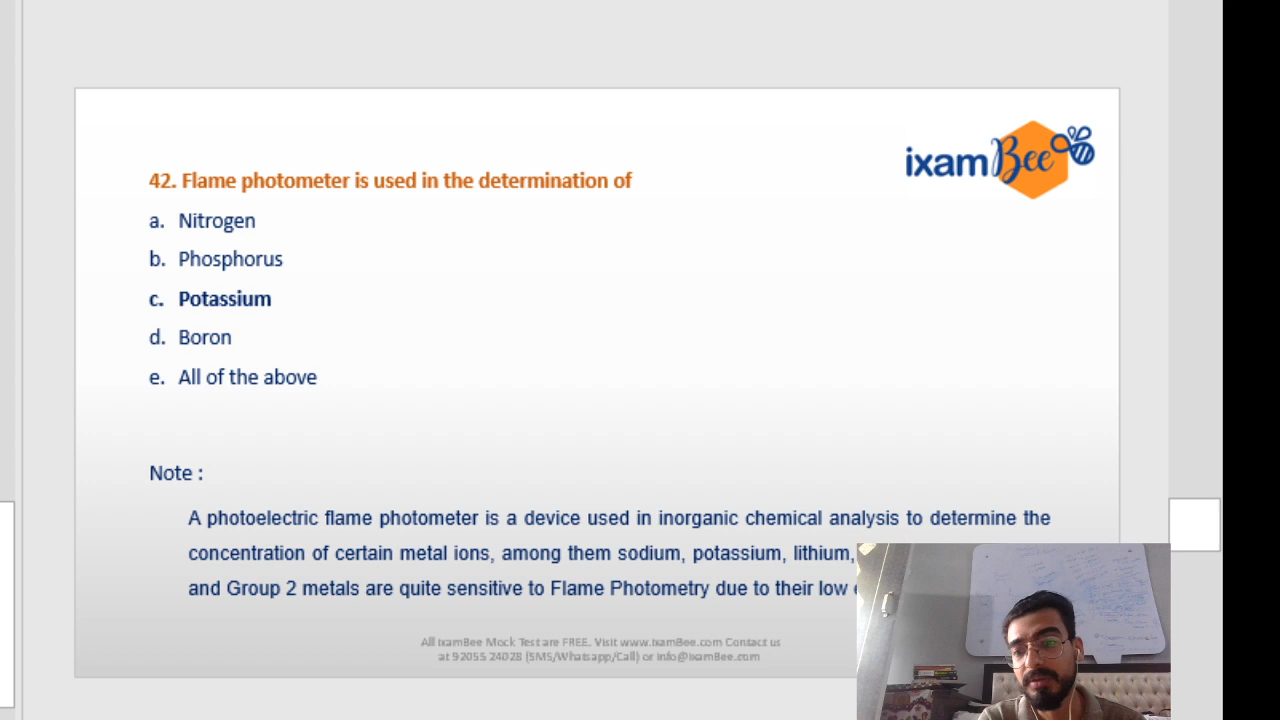 ixamBee
42. Flame photometer is used in the determination of
a. Nitrogen
b. Phosphorus
c. Potassium
d. Boron
e. All of the above
Note :
A photoelectric flame photometer is a device used in inorganic chemical analysis to determine the
concentration of certain metal ions, among them sodium, potassium, lithium,
and Group 2 metals are quite sensitive to Flame Photometry due to their low
All ixamBee Mock Test are FREE. Visit www.ixamBee.com Contact us
at 92055 24028 (SMS/Whatsapp/Call) or info@ixamBee.com